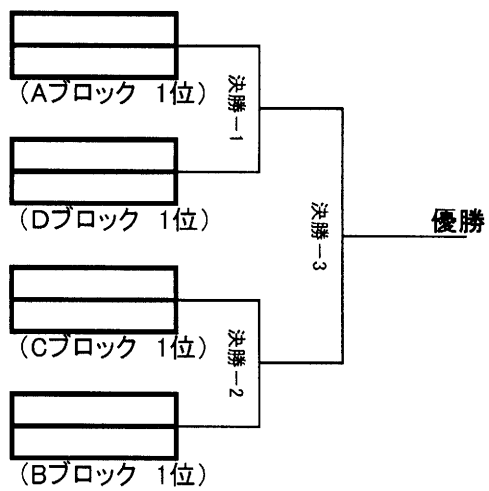 （Aブロック 1位）
決勝－1
（Dブロック 1位）
決勝－3
優勝
（Cブロック 1位）
決勝－2
（Bブロック 1位）